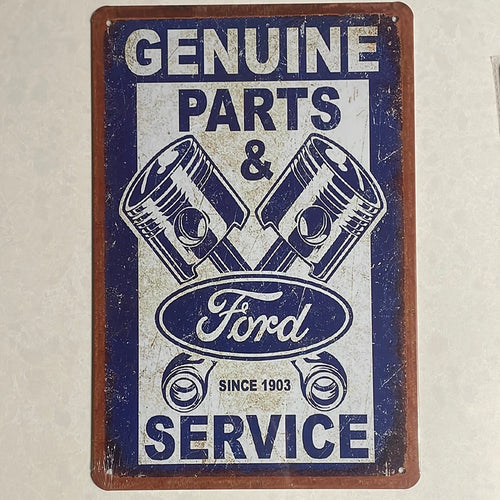 GENUINE
PARTS
&
Ford
SINCE 1903
SERVICE